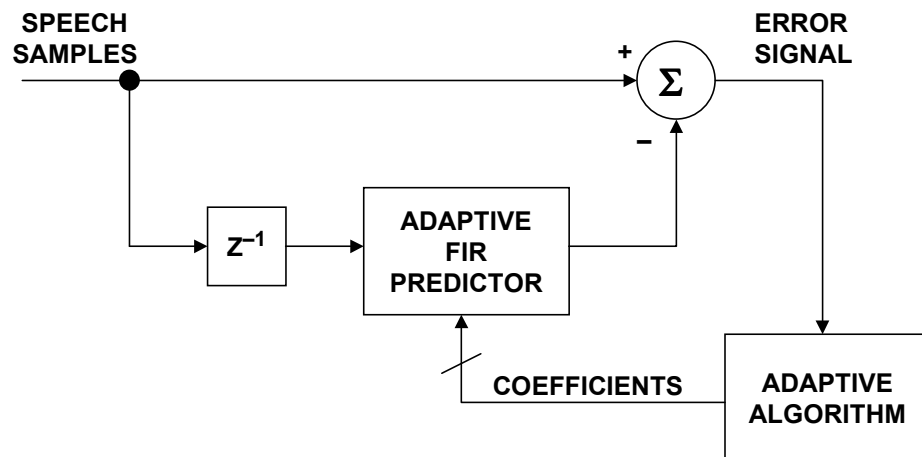 SPEECH
SAMPLES
ERROR
SIGNAL
+
Σ
−
Z⁻¹
ADAPTIVE
FIR
PREDICTOR
COEFFICIENTS
ADAPTIVE
ALGORITHM